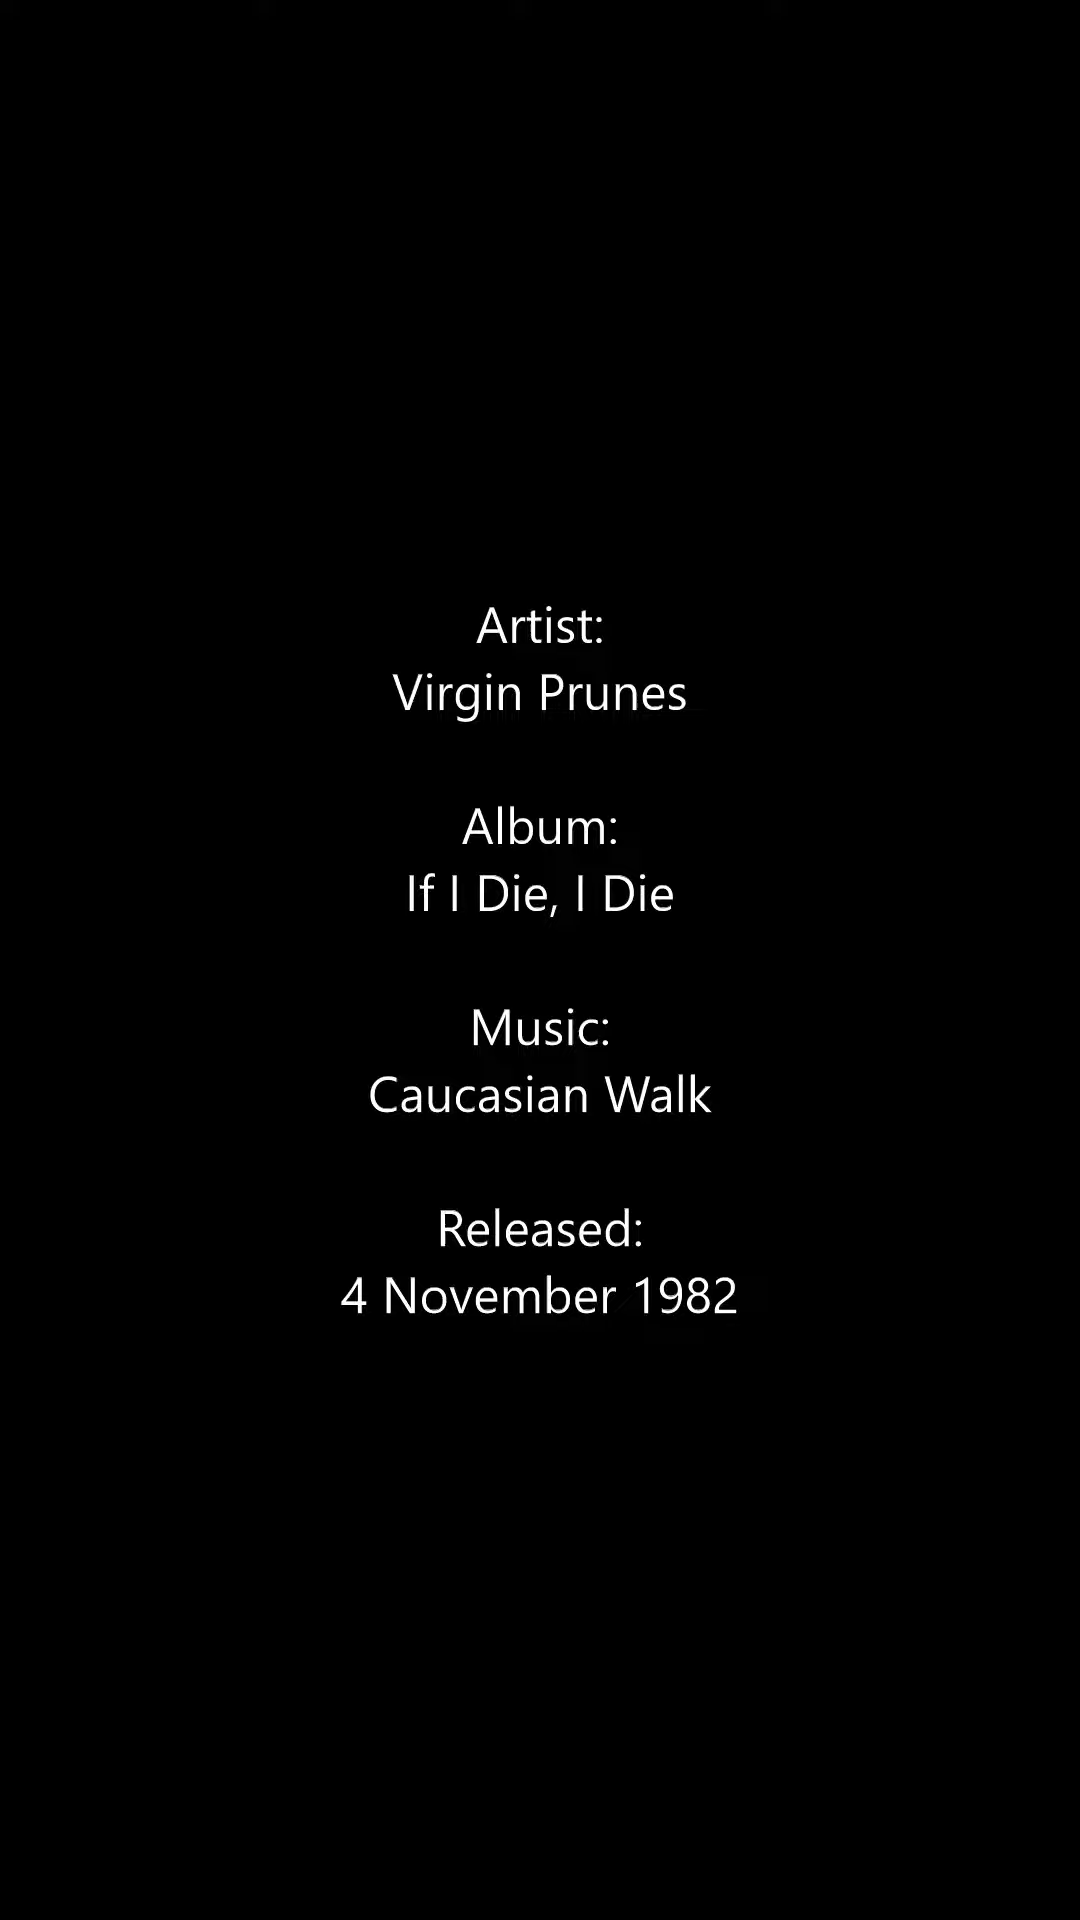 Artist:
Virgin Prunes
Album:
If I Die, I Die
Music:
Caucasian Walk
Released:
4 November 1982